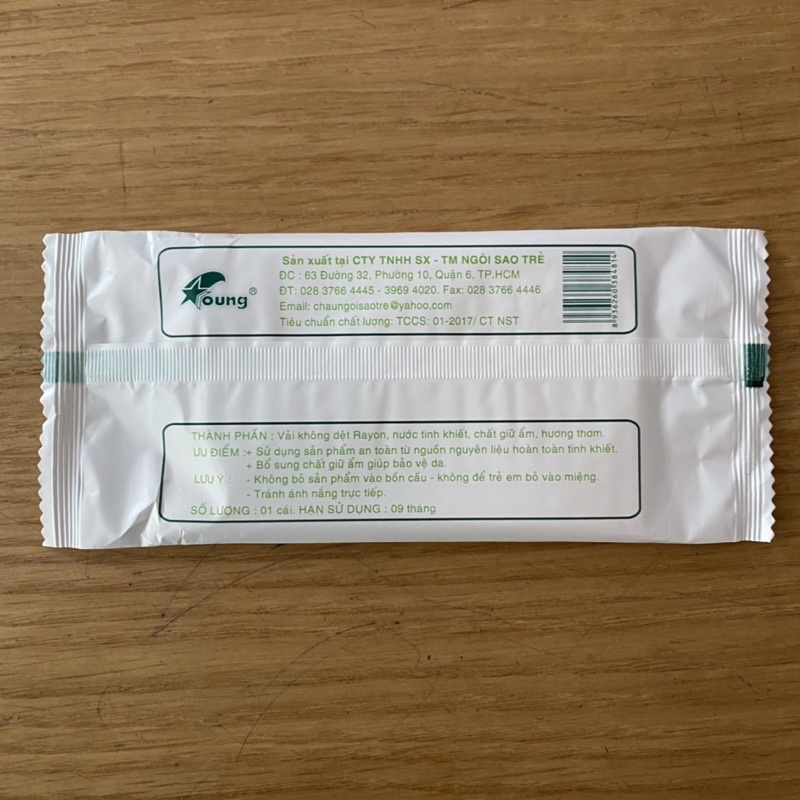 Young ®
Sản xuất tại CTY TNHH SX - TM NGÔI SAO TRẺ
ĐC : 63 Đường 32, Phường 10, Quận 6, TP.HCM
ĐT: 028 3766 4445 - 3969 4020. Fax: 028 3766 4446
Email: chaungoisaotre@yahoo.com
Tiêu chuẩn chất lượng: TCCS: 01-2017/ CT NST
8936260384814
THÀNH PHẦN : Vải không dệt Rayon, nước tinh khiết, chất giữ ẩm, hương thơm.
ƯU ĐIỂM :+ Sử dụng sản phẩm an toàn từ nguồn nguyên liệu hoàn toàn tinh khiết.
+ Bổ sung chất giữ ẩm giúp bảo vệ da.
LƯU Ý : - Không bỏ sản phẩm vào bồn cầu - không để trẻ em bỏ vào miệng.
- Tránh ánh nắng trực tiếp.
SỐ LƯỢNG : 01 cái. HẠN SỬ DỤNG : 09 tháng